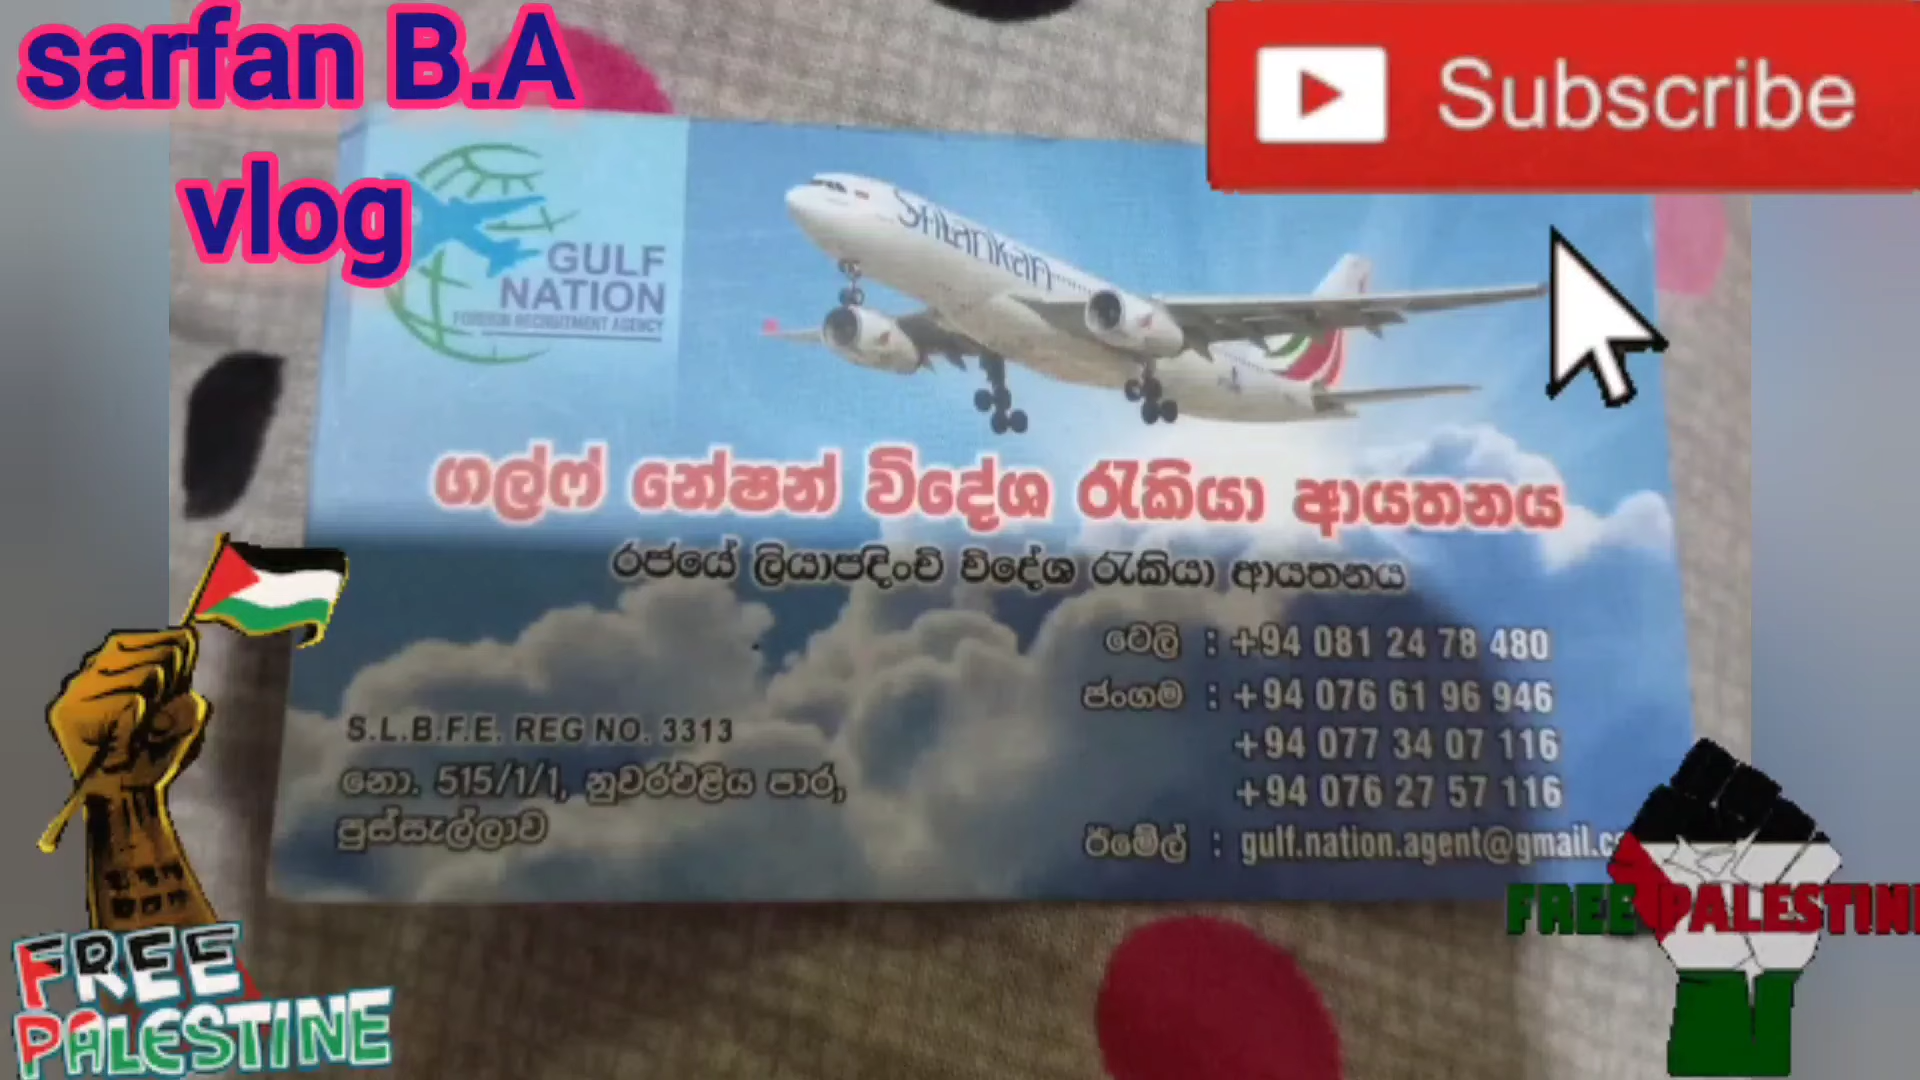 sarfan B.A
vlog
Subscribe
GULF
NATION
FOREIGN RECRUITMENT AGENCY
SriLankan
ගල්ෆ් නේෂන් විදේශ රැකියා ආයතනය
රජයේ ලියාපදිංචි විදේශ රැකියා ආයතනය
ටෙලි : +94 081 24 78 480
ජංගම : +94 076 61 96 946
+94 077 34 07 116
+94 076 27 57 116
ඊමේල් : gulf.nation.agent@gmail.c
S.L.B.F.E. REG NO. 3313
නො. 515/1/1, නුවරඑළිය පාර,
පුස්සැල්ලාව
FREE
PALESTINE
FREE PALESTINE